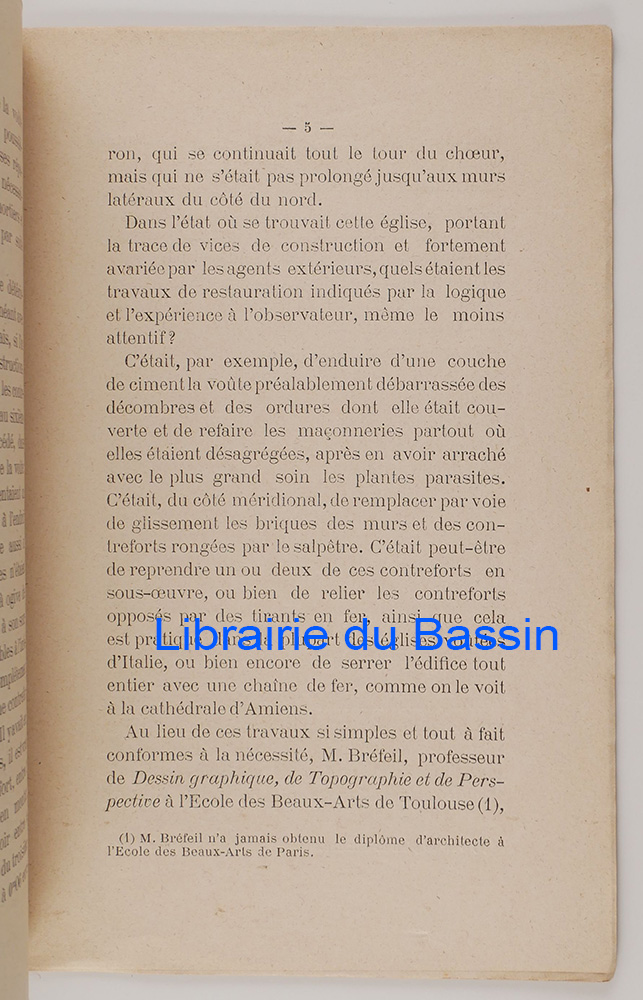 — 5 —
ron, qui se continuait tout le tour du chœur,
mais qui ne s'était pas prolongé jusqu'aux murs
latéraux du côté du nord.
Dans l'état où se trouvait cette église, portant
la trace de vices de construction et fortement
avariée par les agents extérieurs, quels étaient les
travaux de restauration indiqués par la logique
et l'expérience à l'observateur, même le moins
attentif ?
C'était, par exemple, d'enduire d'une couche
de ciment la voûte préalablement débarrassée des
décombres et des ordures dont elle était cou-
verte et de refaire les maçonneries partout où
elles étaient désagrégées, après en avoir arraché
avec le plus grand soin les plantes parasites.
C'était, du côté méridional, de remplacer par voie
de glissement les briques des murs et des con-
treforts rongées par le salpêtre. C'était peut-être
de reprendre un ou deux de ces contreforts en
sous-œuvre, ou bien de relier les contreforts
opposés par des tirants en fer, ainsi que cela
est pratiqué dans la plupart des églises voûtées
Librairie du Bassin
d'Italie, ou bien encore de serrer l'édifice tout
entier avec une chaîne de fer, comme on le voit
à la cathédrale d'Amiens.
Au lieu de ces travaux si simples et tout à fait
conformes à la nécessité, M. Bréfeil, professeur
de Dessin graphique, de Topographie et de Pers-
pective à l'Ecole des Beaux-Arts de Toulouse (1),
(1) M. Bréfeil n'a jamais obtenu le diplôme d'architecte à
l'Ecole des Beaux-Arts de Paris.